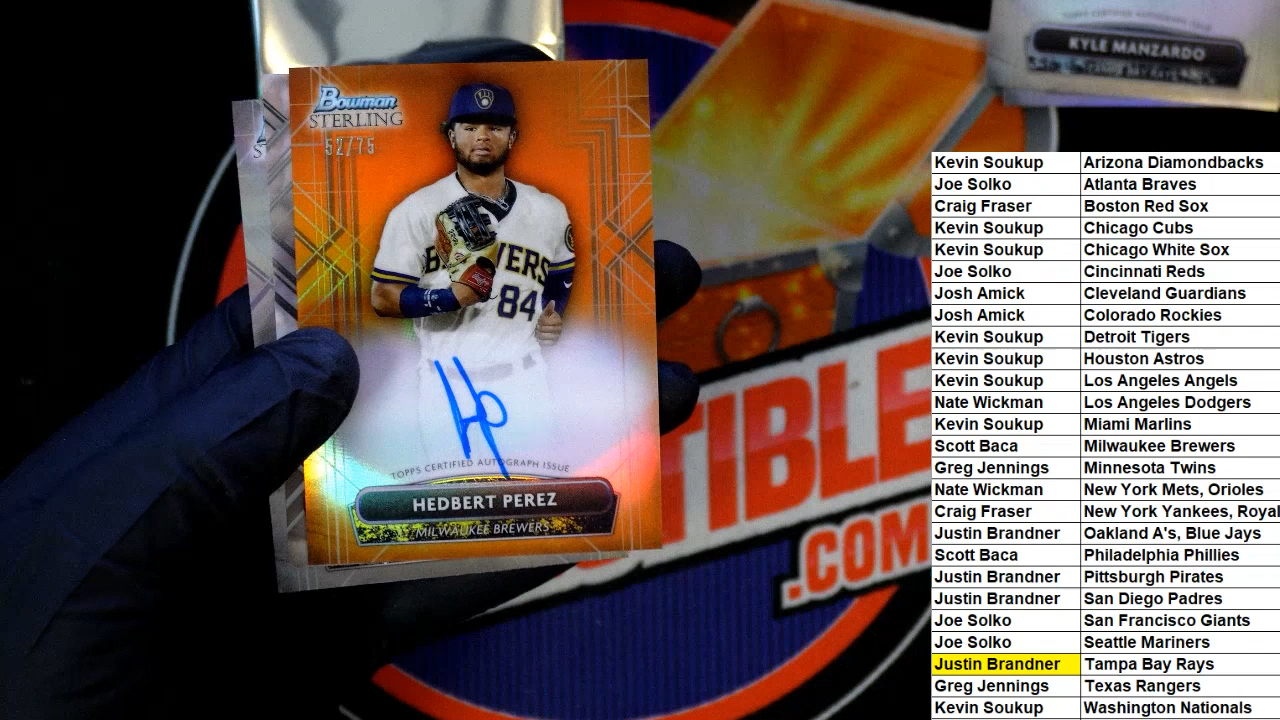 TOPPS CERTIFIED AUTOGRAPH ISSUE
KYLE MANZARDO
Bowman
STERLING
52/75
84
TOPPS CERTIFIED AUTOGRAPH ISSUE
HEDBERT PEREZ
MILWAUKEE BREWERS
TIBLE
.COM
Kevin Soukup Arizona Diamondbacks
Joe Solko Atlanta Braves
Craig Fraser Boston Red Sox
Kevin Soukup Chicago Cubs
Kevin Soukup Chicago White Sox
Joe Solko Cincinnati Reds
Josh Amick Cleveland Guardians
Josh Amick Colorado Rockies
Kevin Soukup Detroit Tigers
Kevin Soukup Houston Astros
Kevin Soukup Los Angeles Angels
Nate Wickman Los Angeles Dodgers
Kevin Soukup Miami Marlins
Scott Baca Milwaukee Brewers
Greg Jennings Minnesota Twins
Nate Wickman New York Mets, Orioles
Craig Fraser New York Yankees, Royal
Justin Brandner Oakland A's, Blue Jays
Scott Baca Philadelphia Phillies
Justin Brandner Pittsburgh Pirates
Justin Brandner San Diego Padres
Joe Solko San Francisco Giants
Joe Solko Seattle Mariners
Justin Brandner Tampa Bay Rays
Greg Jennings Texas Rangers
Kevin Soukup Washington Nationals